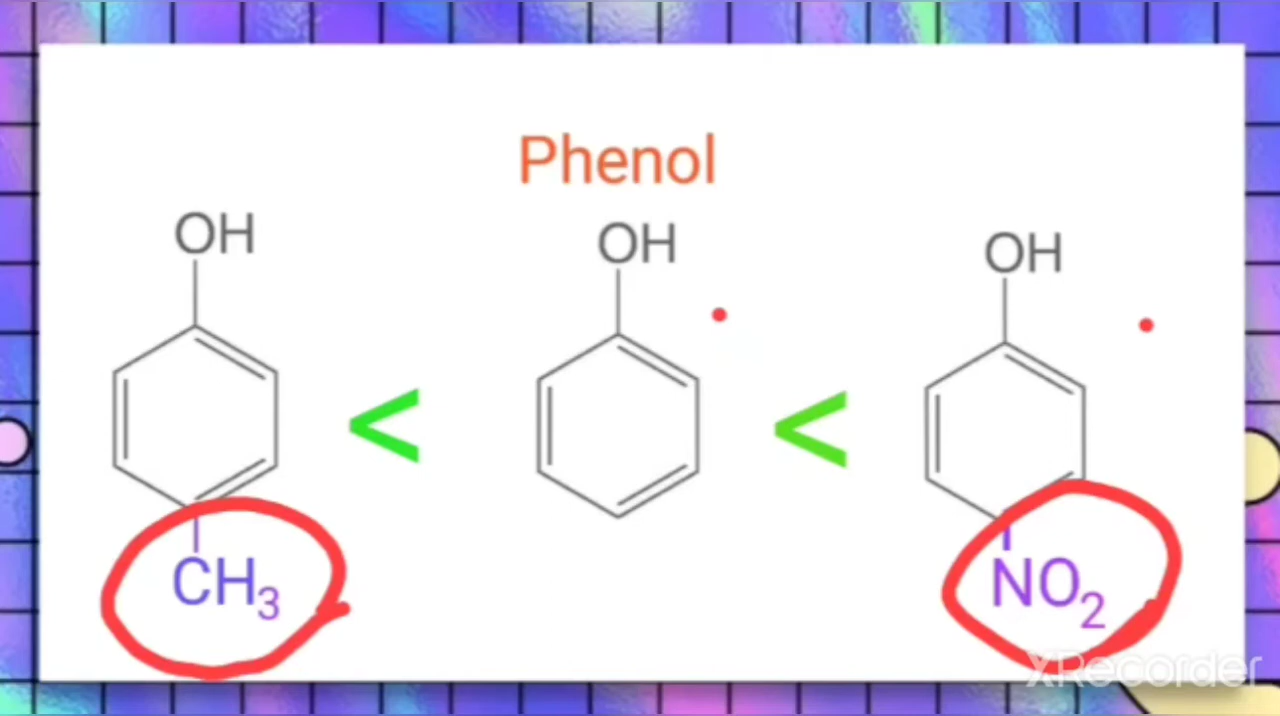 Phenol
OH OH OH
< <
CH₃ NO₂
XRecorder